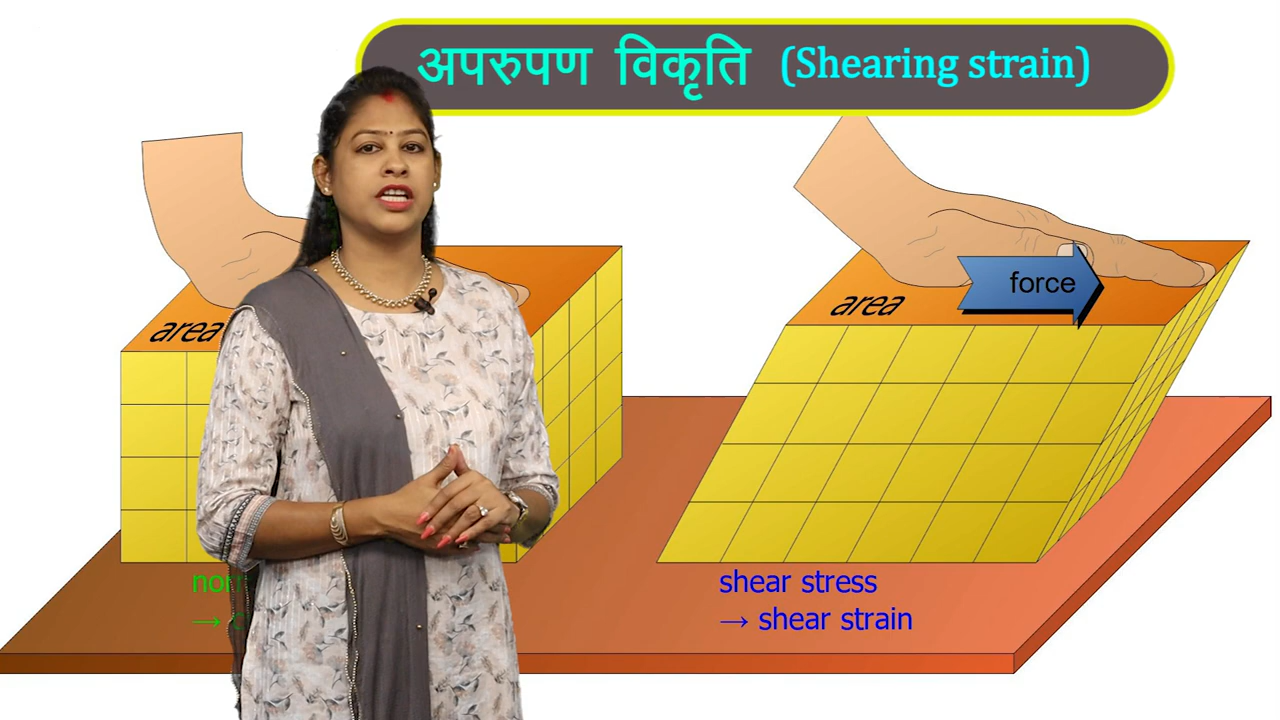 अपरुपण विकृति (Shearing strain)
area
area
force
shear stress
→ shear strain